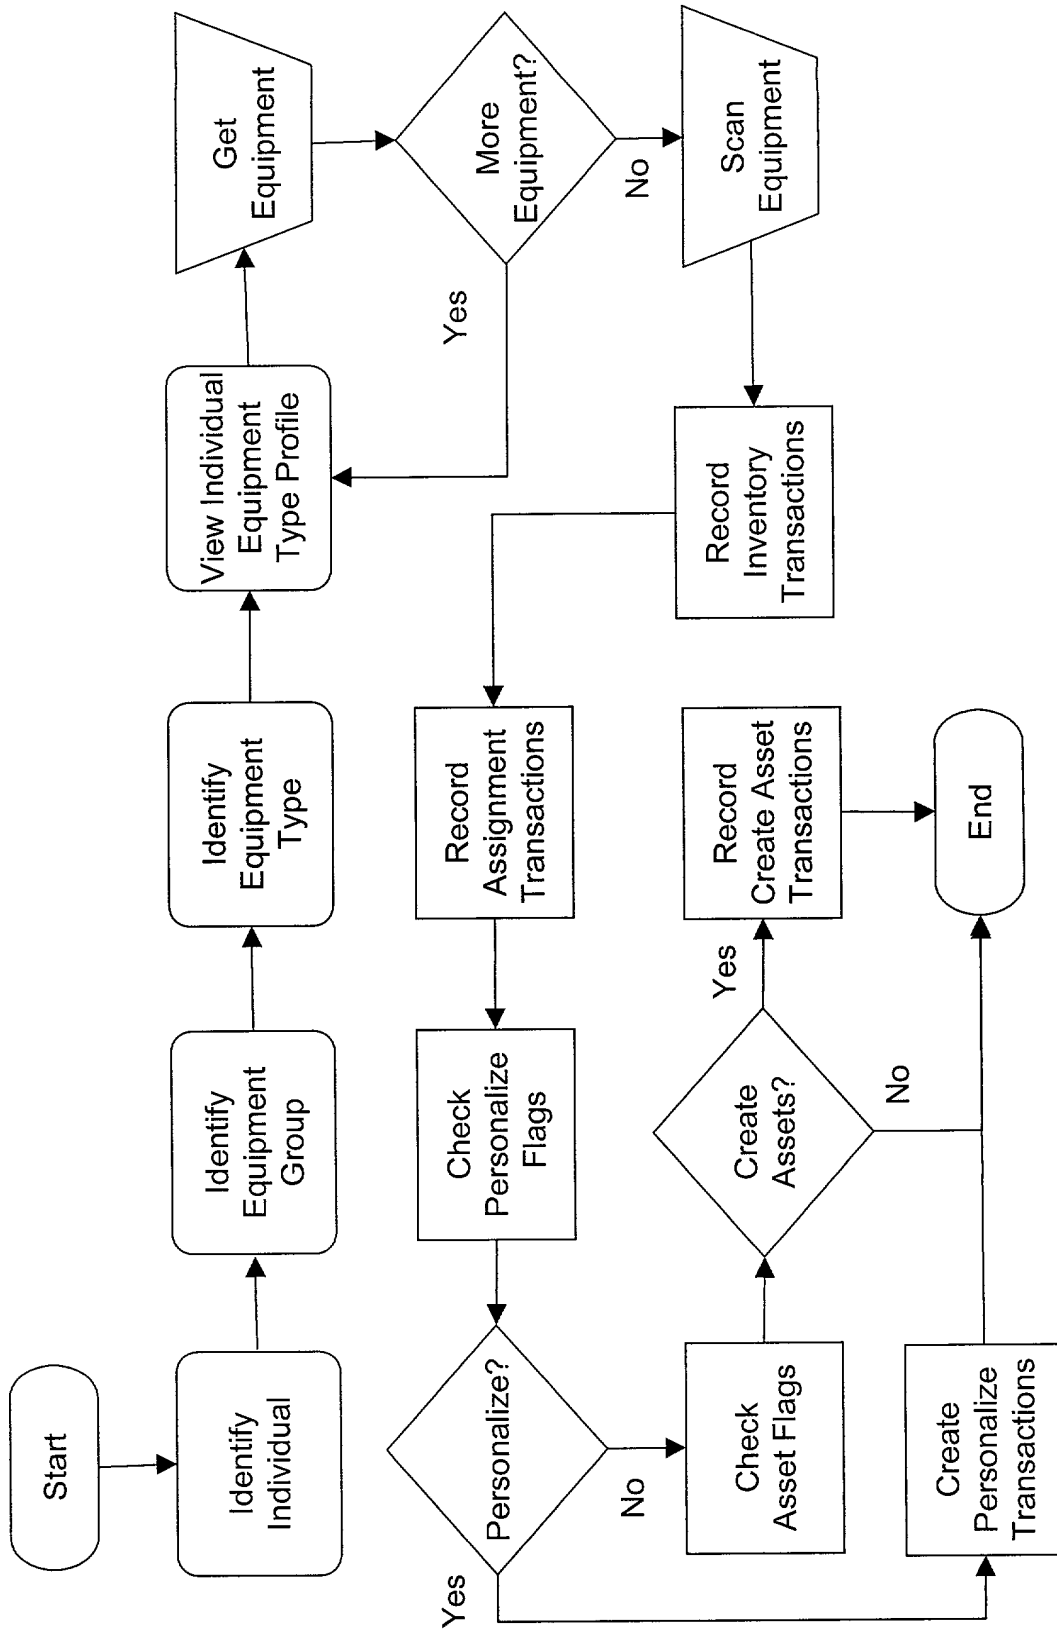 Start
Identify
Individual
Identify
Equipment
Group
Identify
Equipment
Type
View Individual
Equipment
Type Profile
Get
Equipment
More
Equipment?
Yes
No
Scan
Equipment
Record
Inventory
Transactions
Record
Assignment
Transactions
Check
Personalize
Flags
Personalize?
Yes
No
Check
Asset Flags
Create
Assets?
Yes
No
Record
Create Asset
Transactions
Create
Personalize
Transactions
End